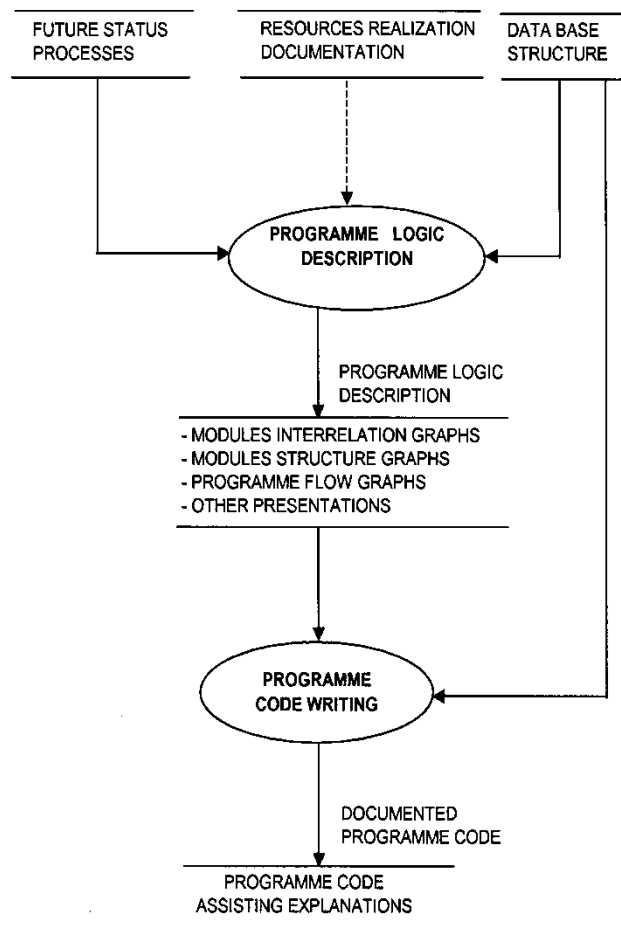 FUTURE STATUS
PROCESSES
RESOURCES REALIZATION
DOCUMENTATION
DATA BASE
STRUCTURE
PROGRAMME LOGIC
DESCRIPTION
PROGRAMME LOGIC
DESCRIPTION
- MODULES INTERRELATION GRAPHS
- MODULES STRUCTURE GRAPHS
- PROGRAMME FLOW GRAPHS
- OTHER PRESENTATIONS
PROGRAMME
CODE WRITING
DOCUMENTED
PROGRAMME CODE
PROGRAMME CODE
ASSISTING EXPLANATIONS